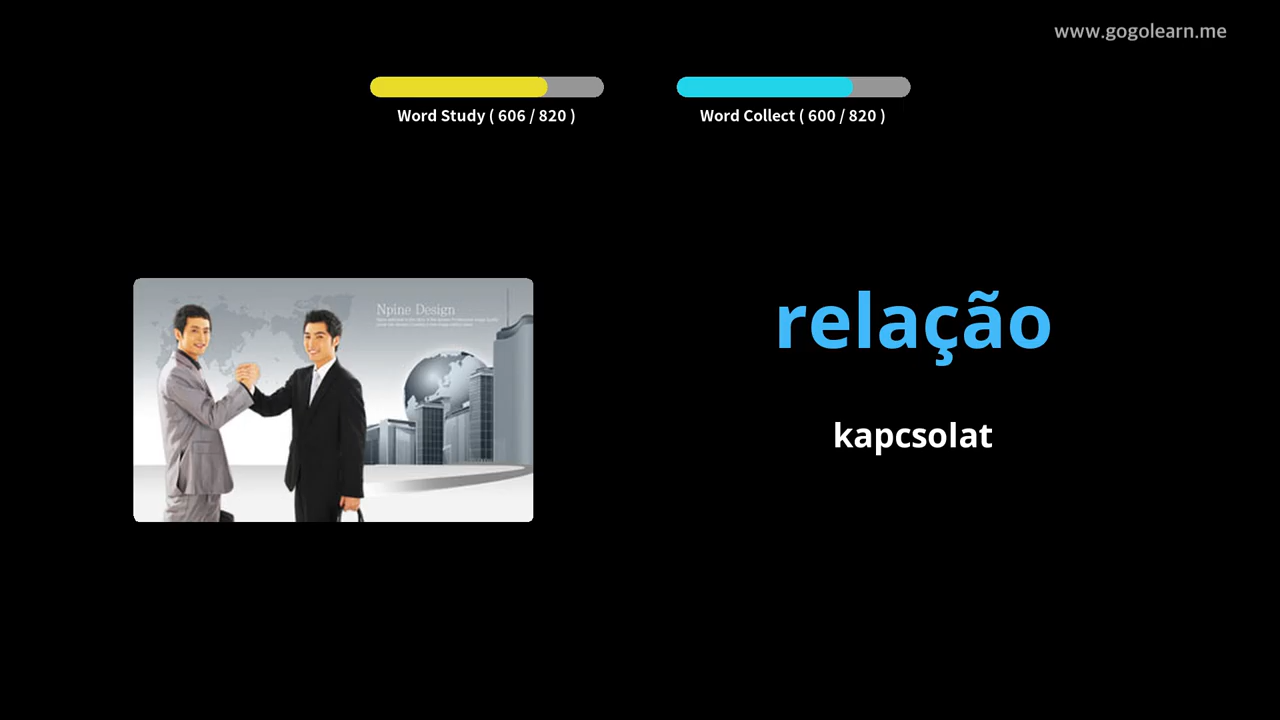 www.gogolearn.me
Word Study ( 606 / 820 )
Word Collect ( 600 / 820 )
Npine Design
relação
kapcsolat